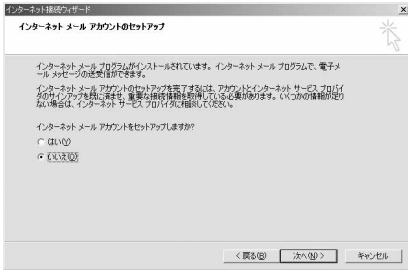 インターネット接続ウィザード
インターネット メール アカウントのセットアップ
インターネット メール プログラムがインストールされています。インターネット メール プログラムで、電子メ
ール メッセージの送受信ができます。
インターネット メール アカウントのセットアップを完了するには、アカウントとインターネット サービス プロバイ
ダのサインアップを既に済ませ、重要な接続情報を取得している必要があります。いくつかの情報が足り
ない場合は、インターネット サービス プロバイダに相談してください。
インターネット メール アカウントをセットアップしますか?
はい(Y)
いいえ(O)
< 戻る(B)
次へ(N) >
キャンセル